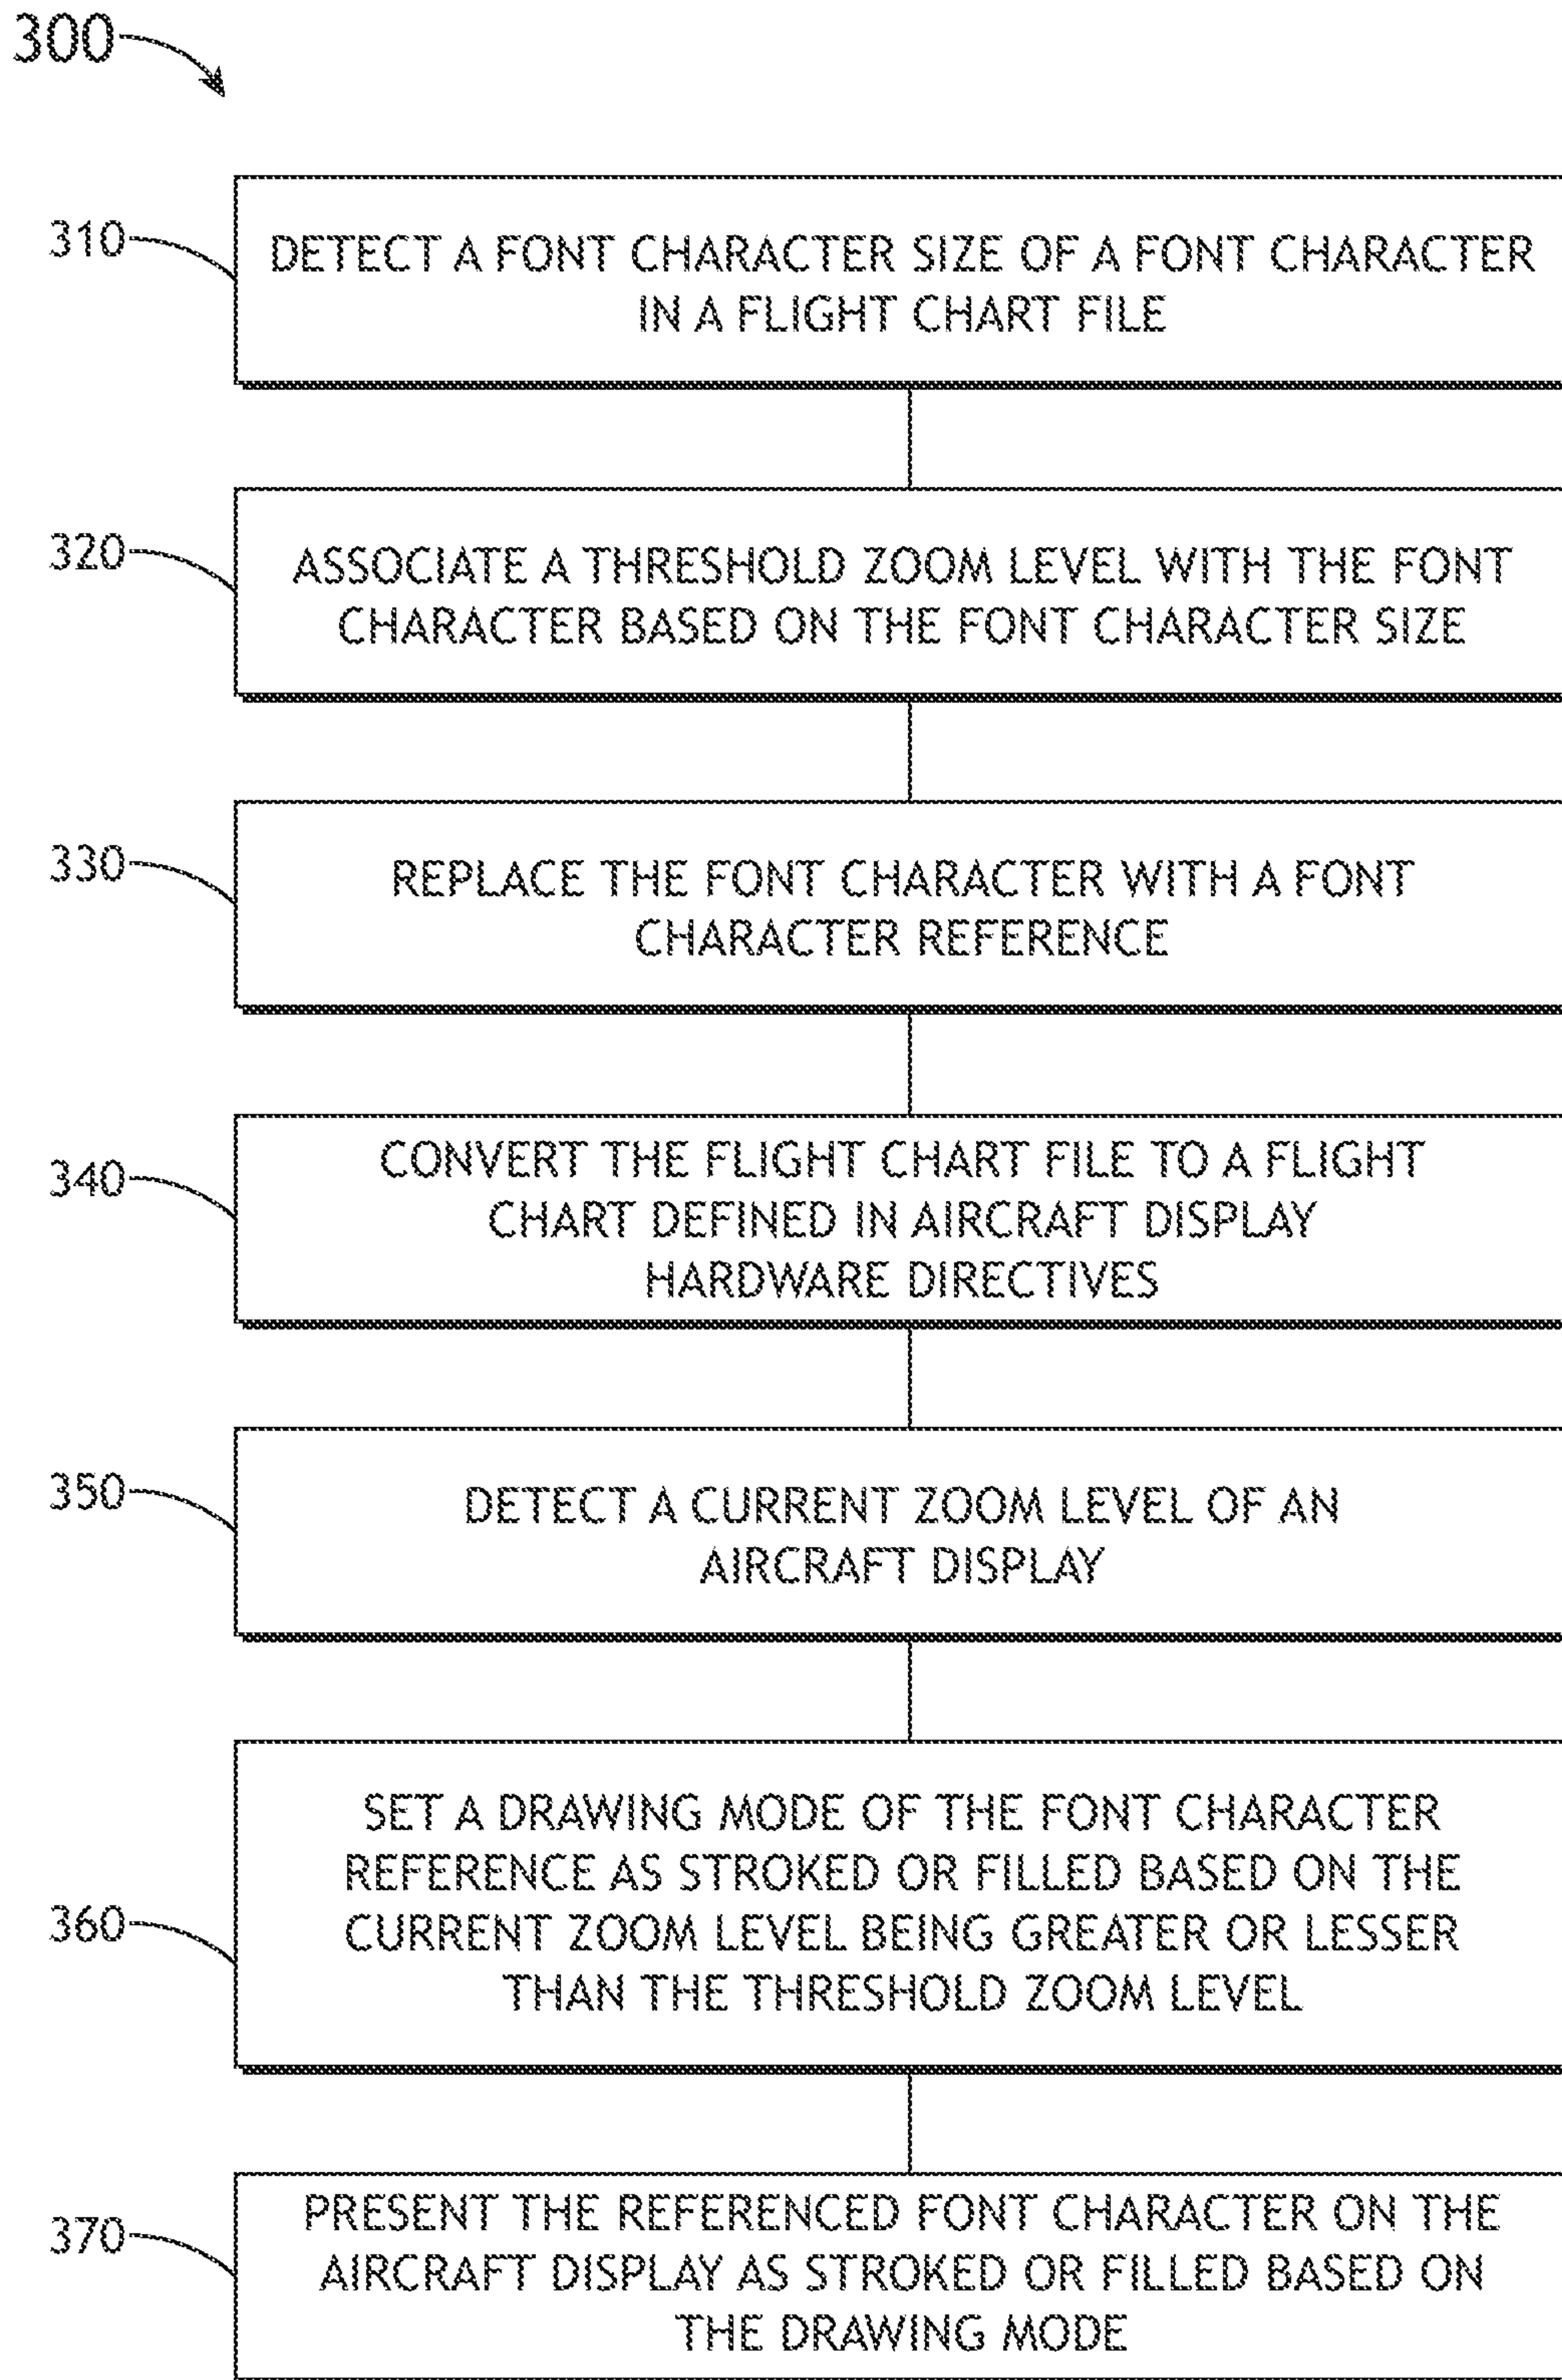 300
310
DETECT A FONT CHARACTER SIZE OF A FONT CHARACTER
IN A FLIGHT CHART FILE
320
ASSOCIATE A THRESHOLD ZOOM LEVEL WITH THE FONT
CHARACTER BASED ON THE FONT CHARACTER SIZE
330
REPLACE THE FONT CHARACTER WITH A FONT
CHARACTER REFERENCE
340
CONVERT THE FLIGHT CHART FILE TO A FLIGHT
CHART DEFINED IN AIRCRAFT DISPLAY
HARDWARE DIRECTIVES
350
DETECT A CURRENT ZOOM LEVEL OF AN
AIRCRAFT DISPLAY
360
SET A DRAWING MODE OF THE FONT CHARACTER
REFERENCE AS STROKED OR FILLED BASED ON THE
CURRENT ZOOM LEVEL BEING GREATER OR LESSER
THAN THE THRESHOLD ZOOM LEVEL
370
PRESENT THE REFERENCED FONT CHARACTER ON THE
AIRCRAFT DISPLAY AS STROKED OR FILLED BASED ON
THE DRAWING MODE